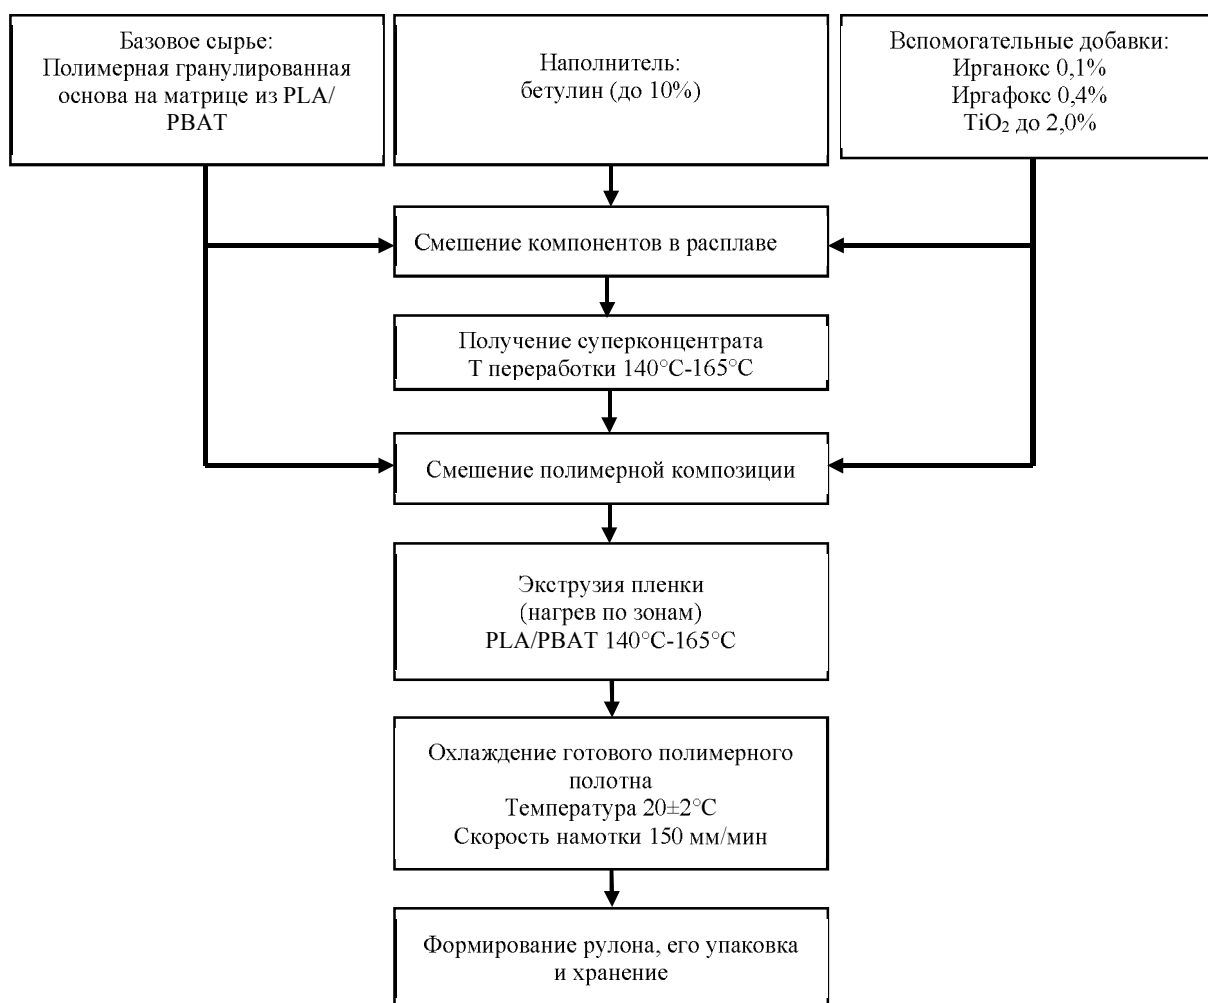 Базовое сырье:
Полимерная гранулированная
основа на матрице из PLA/
PBAT
Наполнитель:
бетулин (до 10%)
Вспомогательные добавки:
Ирганокс 0,1%
Иргафокс 0,4%
TiO₂ до 2,0%
Смешение компонентов в расплаве
Получение суперконцентрата
Т переработки 140°С-165°С
Смешение полимерной композиции
Экструзия пленки
(нагрев по зонам)
PLA/PBAT 140°С-165°С
Охлаждение готового полимерного
полотна
Температура 20±2°С
Скорость намотки 150 мм/мин
Формирование рулона, его упаковка
и хранение